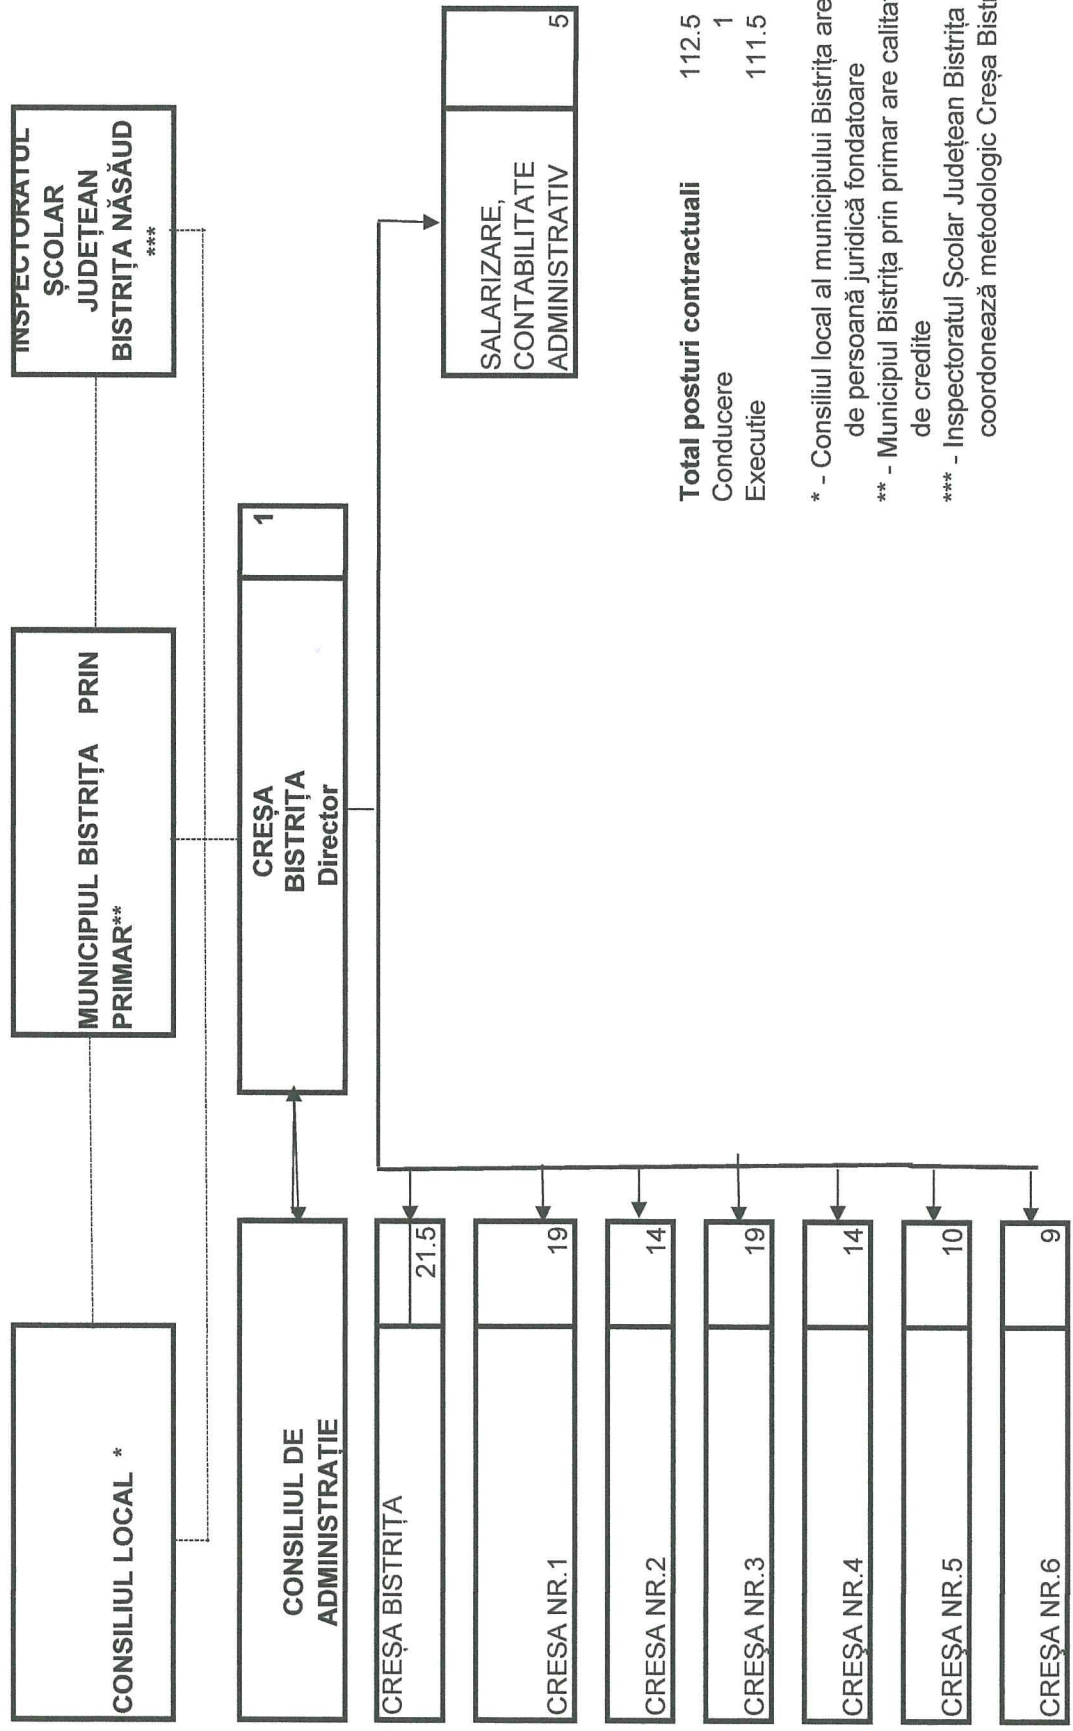 CONSILIUL LOCAL *
MUNICIPIUL BISTRIȚA PRIN
PRIMAR**
INSPECTORATUL
ȘCOLAR
JUDEȚEAN
BISTRIȚA NĂSĂUD
***
CONSILIUL DE
ADMINISTRAȚIE
CREȘA
BISTRIȚA
Director
1
CREȘA BISTRIȚA
21.5
CRESA NR.1
19
CREȘA NR.2
14
CREȘA NR.3
19
CREȘA NR.4
14
CREȘA NR.5
10
CREȘA NR.6
9
SALARIZARE,
CONTABILITATE
ADMINISTRATIV
5
Total posturi contractuali 112.5
Conducere 1
Executie 111.5
* - Consiliul local al municipiului Bistrița are
de persoană juridică fondatoare
** - Municipiul Bistrița prin primar are
de credite
*** - Inspectoratul Școlar Județean Bistrița
coordonează metodologic Creșa